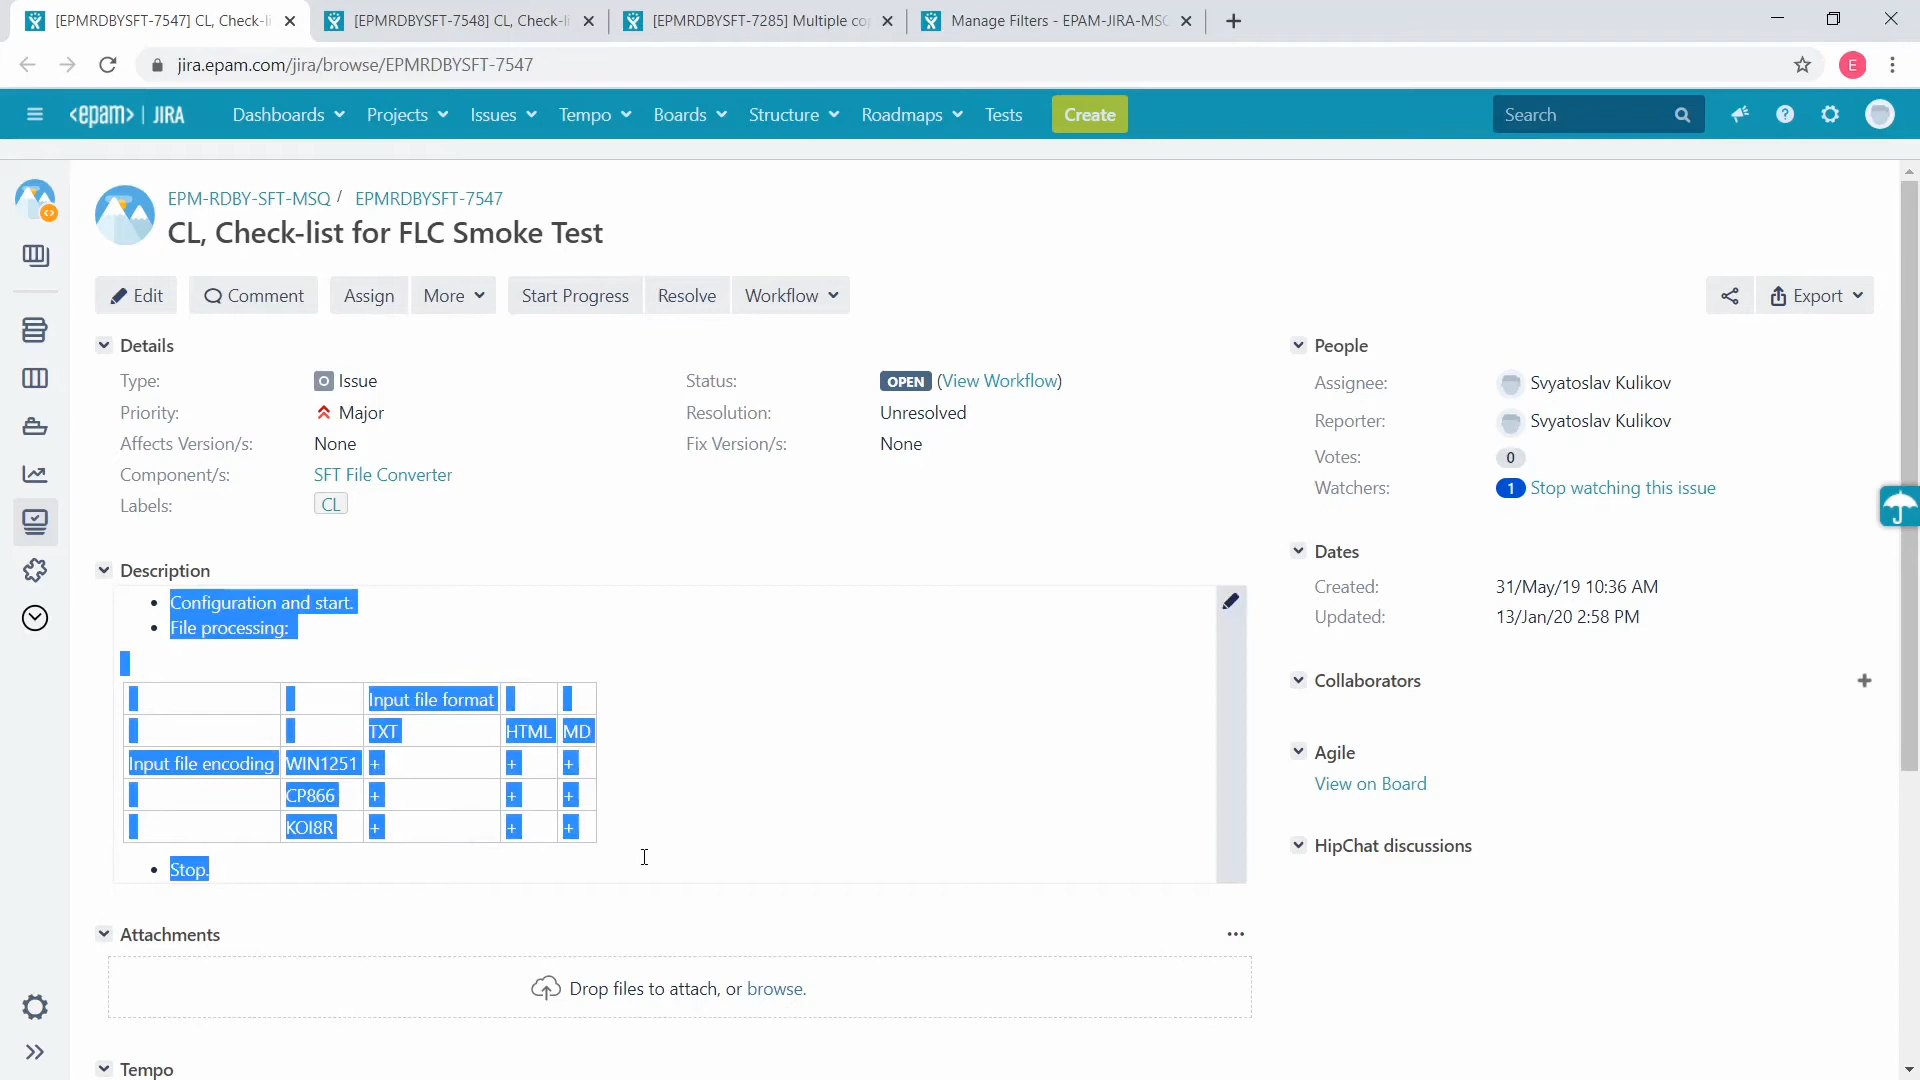 [EPMRDBYSFT-7547] CL, Check-li
[EPMRDBYSFT-7548] CL, Check-li
[EPMRDBYSFT-7285] Multiple co
Manage Filters - EPAM-JIRA-MSC
jira.epam.com/jira/browse/EPMRDBYSFT-7547
E
<epam> | JIRA
Dashboards
Projects
Issues
Tempo
Boards
Structure
Roadmaps
Tests
Create
Search
EPM-RDBY-SFT-MSQ / EPMRDBYSFT-7547
CL, Check-list for FLC Smoke Test
Edit
Comment
Assign
More
Start Progress
Resolve
Workflow
Export
Details
Type: Issue
Status: OPEN (View Workflow)
Priority: Major
Resolution: Unresolved
Affects Version/s: None
Fix Version/s: None
Component/s: SFT File Converter
Labels: CL
People
Assignee: Svyatoslav Kulikov
Reporter: Svyatoslav Kulikov
Votes: 0
Watchers: 1 Stop watching this issue
Description
• Configuration and start.
• File processing:
Input file format
TXT HTML MD
Input file encoding WIN1251 + + +
CP866 + + +
KOI8R + + +
• Stop.
Dates
Created: 31/May/19 10:36 AM
Updated: 13/Jan/20 2:58 PM
Collaborators
Agile
View on Board
HipChat discussions
Attachments
Drop files to attach, or browse.
Tempo